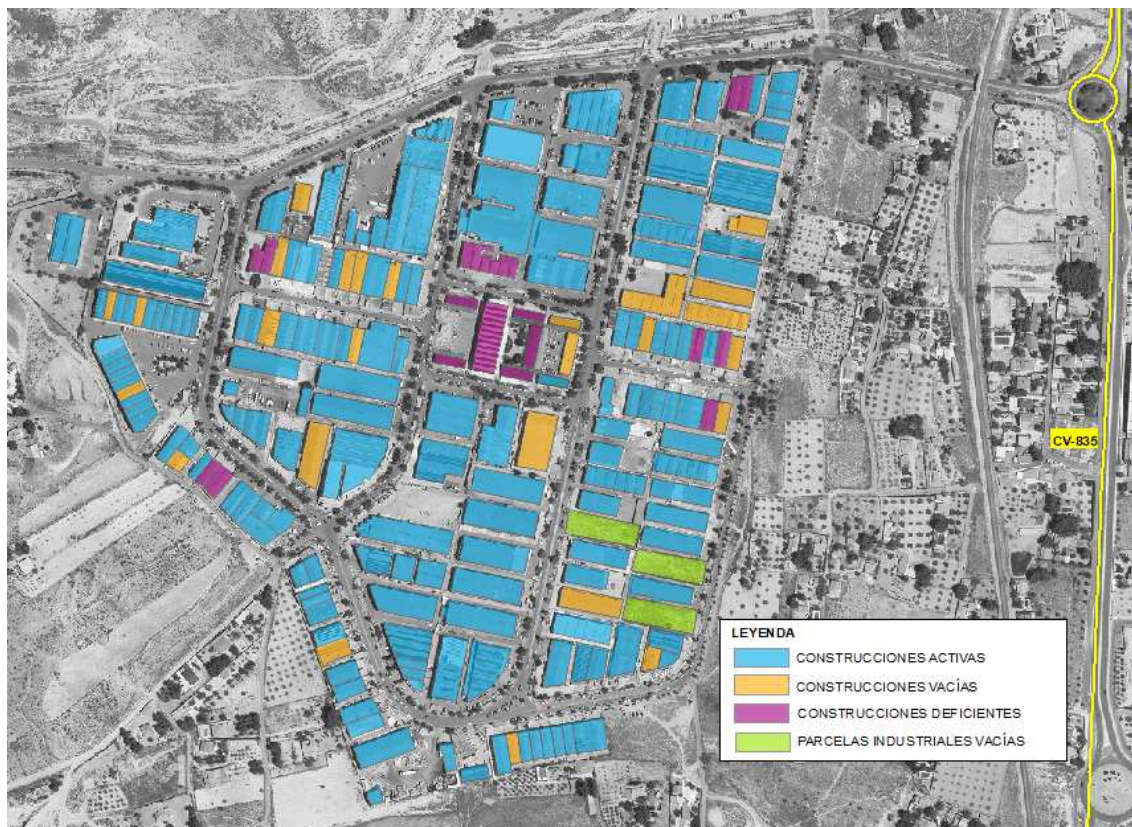 CV-835
LEYENDA
CONSTRUCCIONES ACTIVAS
CONSTRUCCIONES VACÍAS
CONSTRUCCIONES DEFICIENTES
PARCELAS INDUSTRIALES VACÍAS